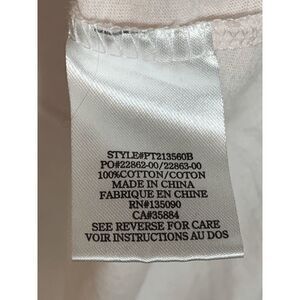 STYLE#PT213560B
PO#22862-00/22863-00
100%COTTON/COTON
MADE IN CHINA
FABRIQUE EN CHINE
RN#135090
CA#35884
SEE REVERSE FOR CARE
VOIR INSTRUCTIONS AU DOS